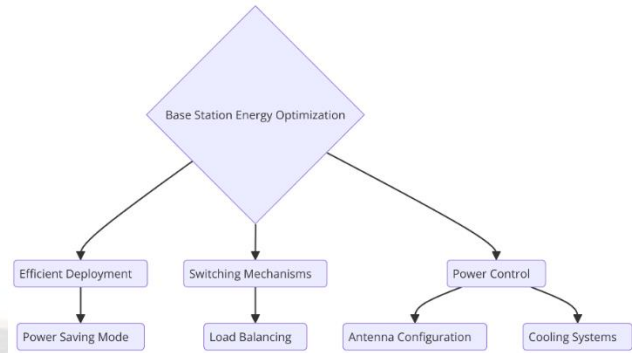 Base Station Energy Optimization
Efficient Deployment
Switching Mechanisms
Power Control
Power Saving Mode
Load Balancing
Antenna Configuration
Cooling Systems